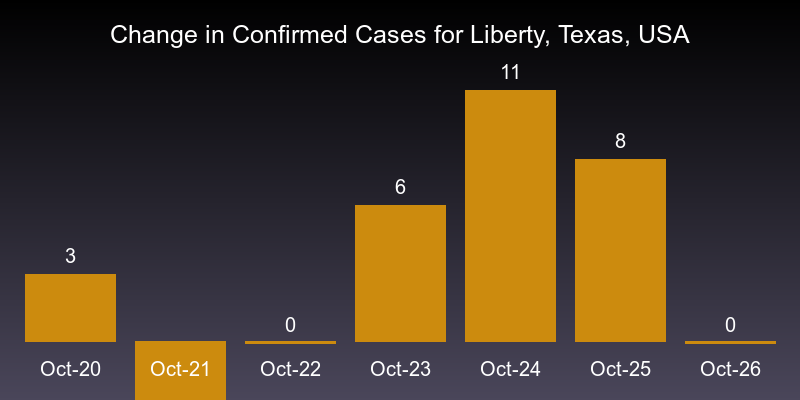 Change in Confirmed Cases for Liberty, Texas, USA
11
8
6
3
0
0
Oct-20
Oct-21
Oct-22
Oct-23
Oct-24
Oct-25
Oct-26